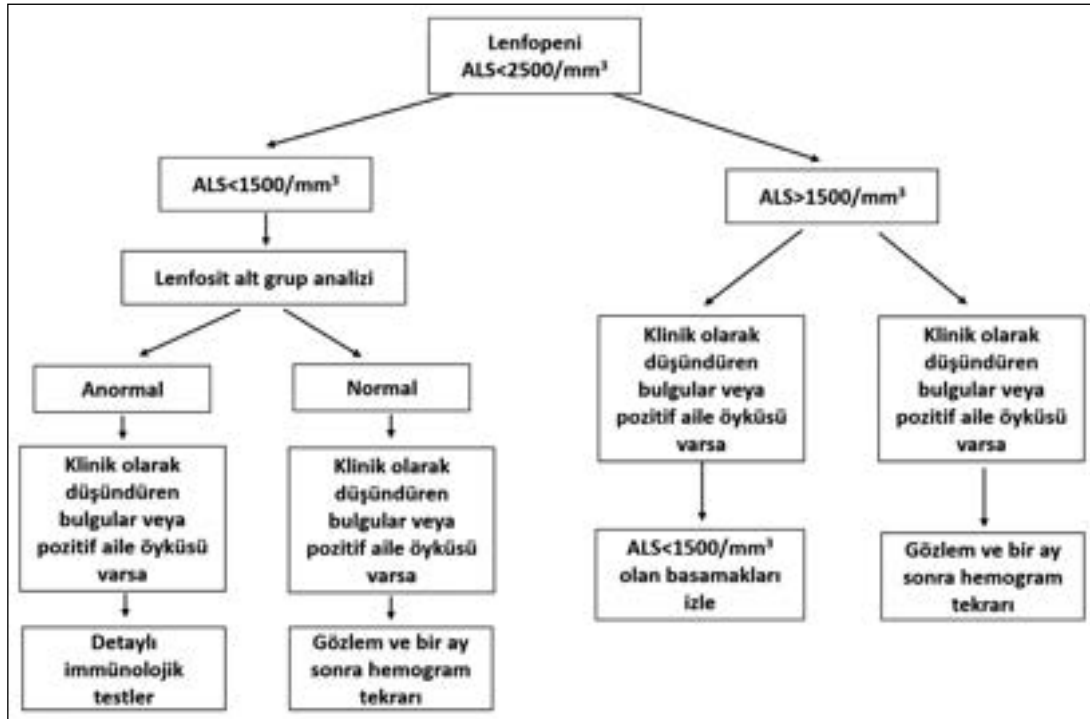 Lenfopeni
ALS<2500/mm³
ALS<1500/mm³
ALS>1500/mm³
Lenfosit alt grup analizi
Anormal
Normal
Klinik olarak
düşündüren
bulgular veya
pozitif aile öyküsü
varsa
Klinik olarak
düşündüren
bulgular veya
pozitif aile öyküsü
varsa
Klinik olarak
düşündüren
bulgular veya
pozitif aile öyküsü
varsa
Klinik olarak
düşündüren
bulgular veya
pozitif aile öyküsü
varsa
Detaylı
immünolojik
testler
Gözlem ve bir ay
sonra hemogram
tekrarı
ALS<1500/mm³
olan basamakları
izle
Gözlem ve bir ay
sonra hemogram
tekrarı